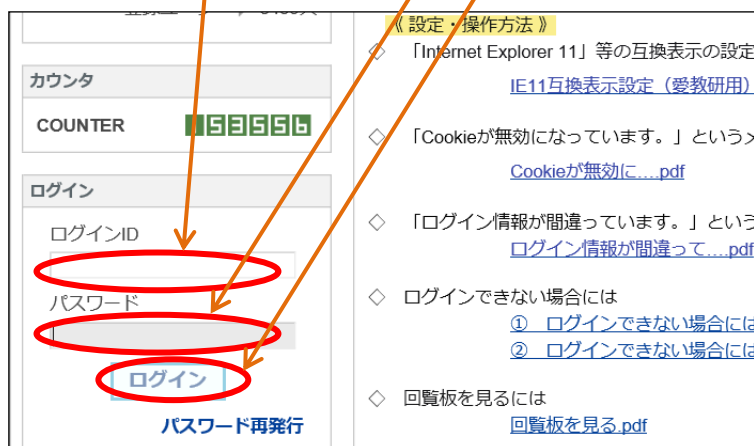 カウンタ
COUNTER 153556
ログイン
ログインID
パスワード
ログイン
パスワード再発行
《 設定・操作方法 》
◇ 「Internet Explorer 11」等の互換表示の設定
IE11互換表示設定（愛教研用）
◇ 「Cookieが無効になっています。」という
Cookieが無効に….pdf
◇ 「ログイン情報が間違っています。」という
ログイン情報が間違って….pdf
◇ ログインできない場合には
① ログインできない場合には
② ログインできない場合には
◇ 回覧板を見るには
回覧板を見る.pdf